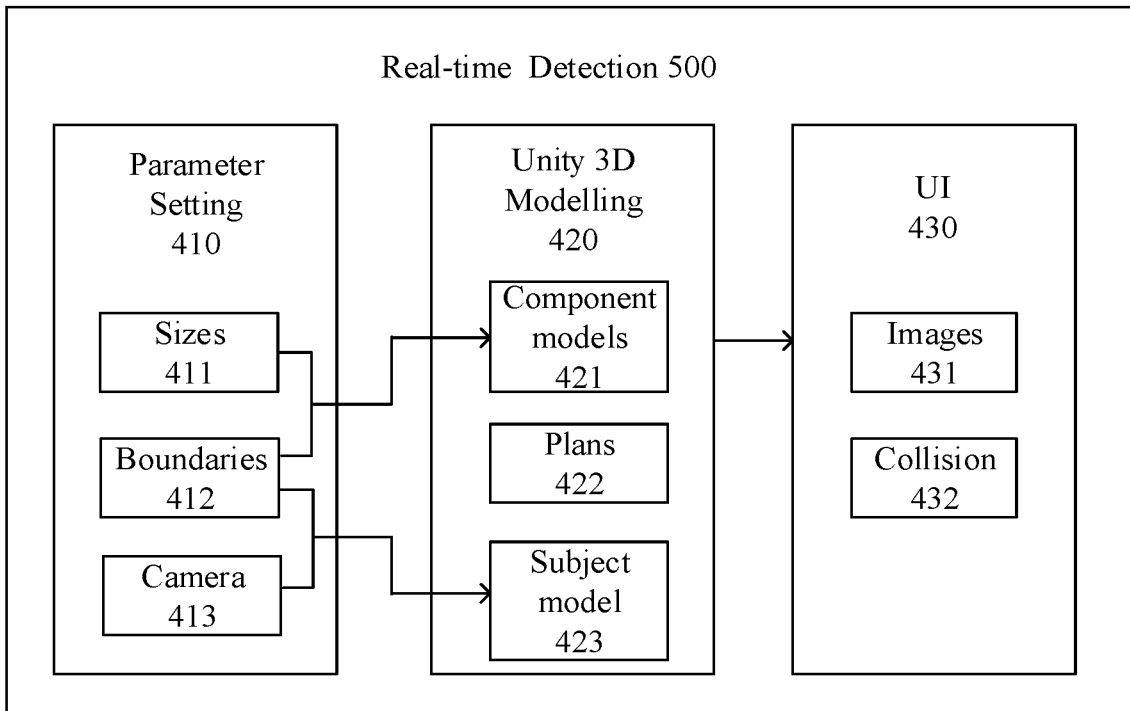 Real-time Detection 500
Parameter
Setting
410
Sizes
411
Boundaries
412
Camera
413
Unity 3D
Modelling
420
Component
models
421
Plans
422
Subject
model
423
UI
430
Images
431
Collision
432